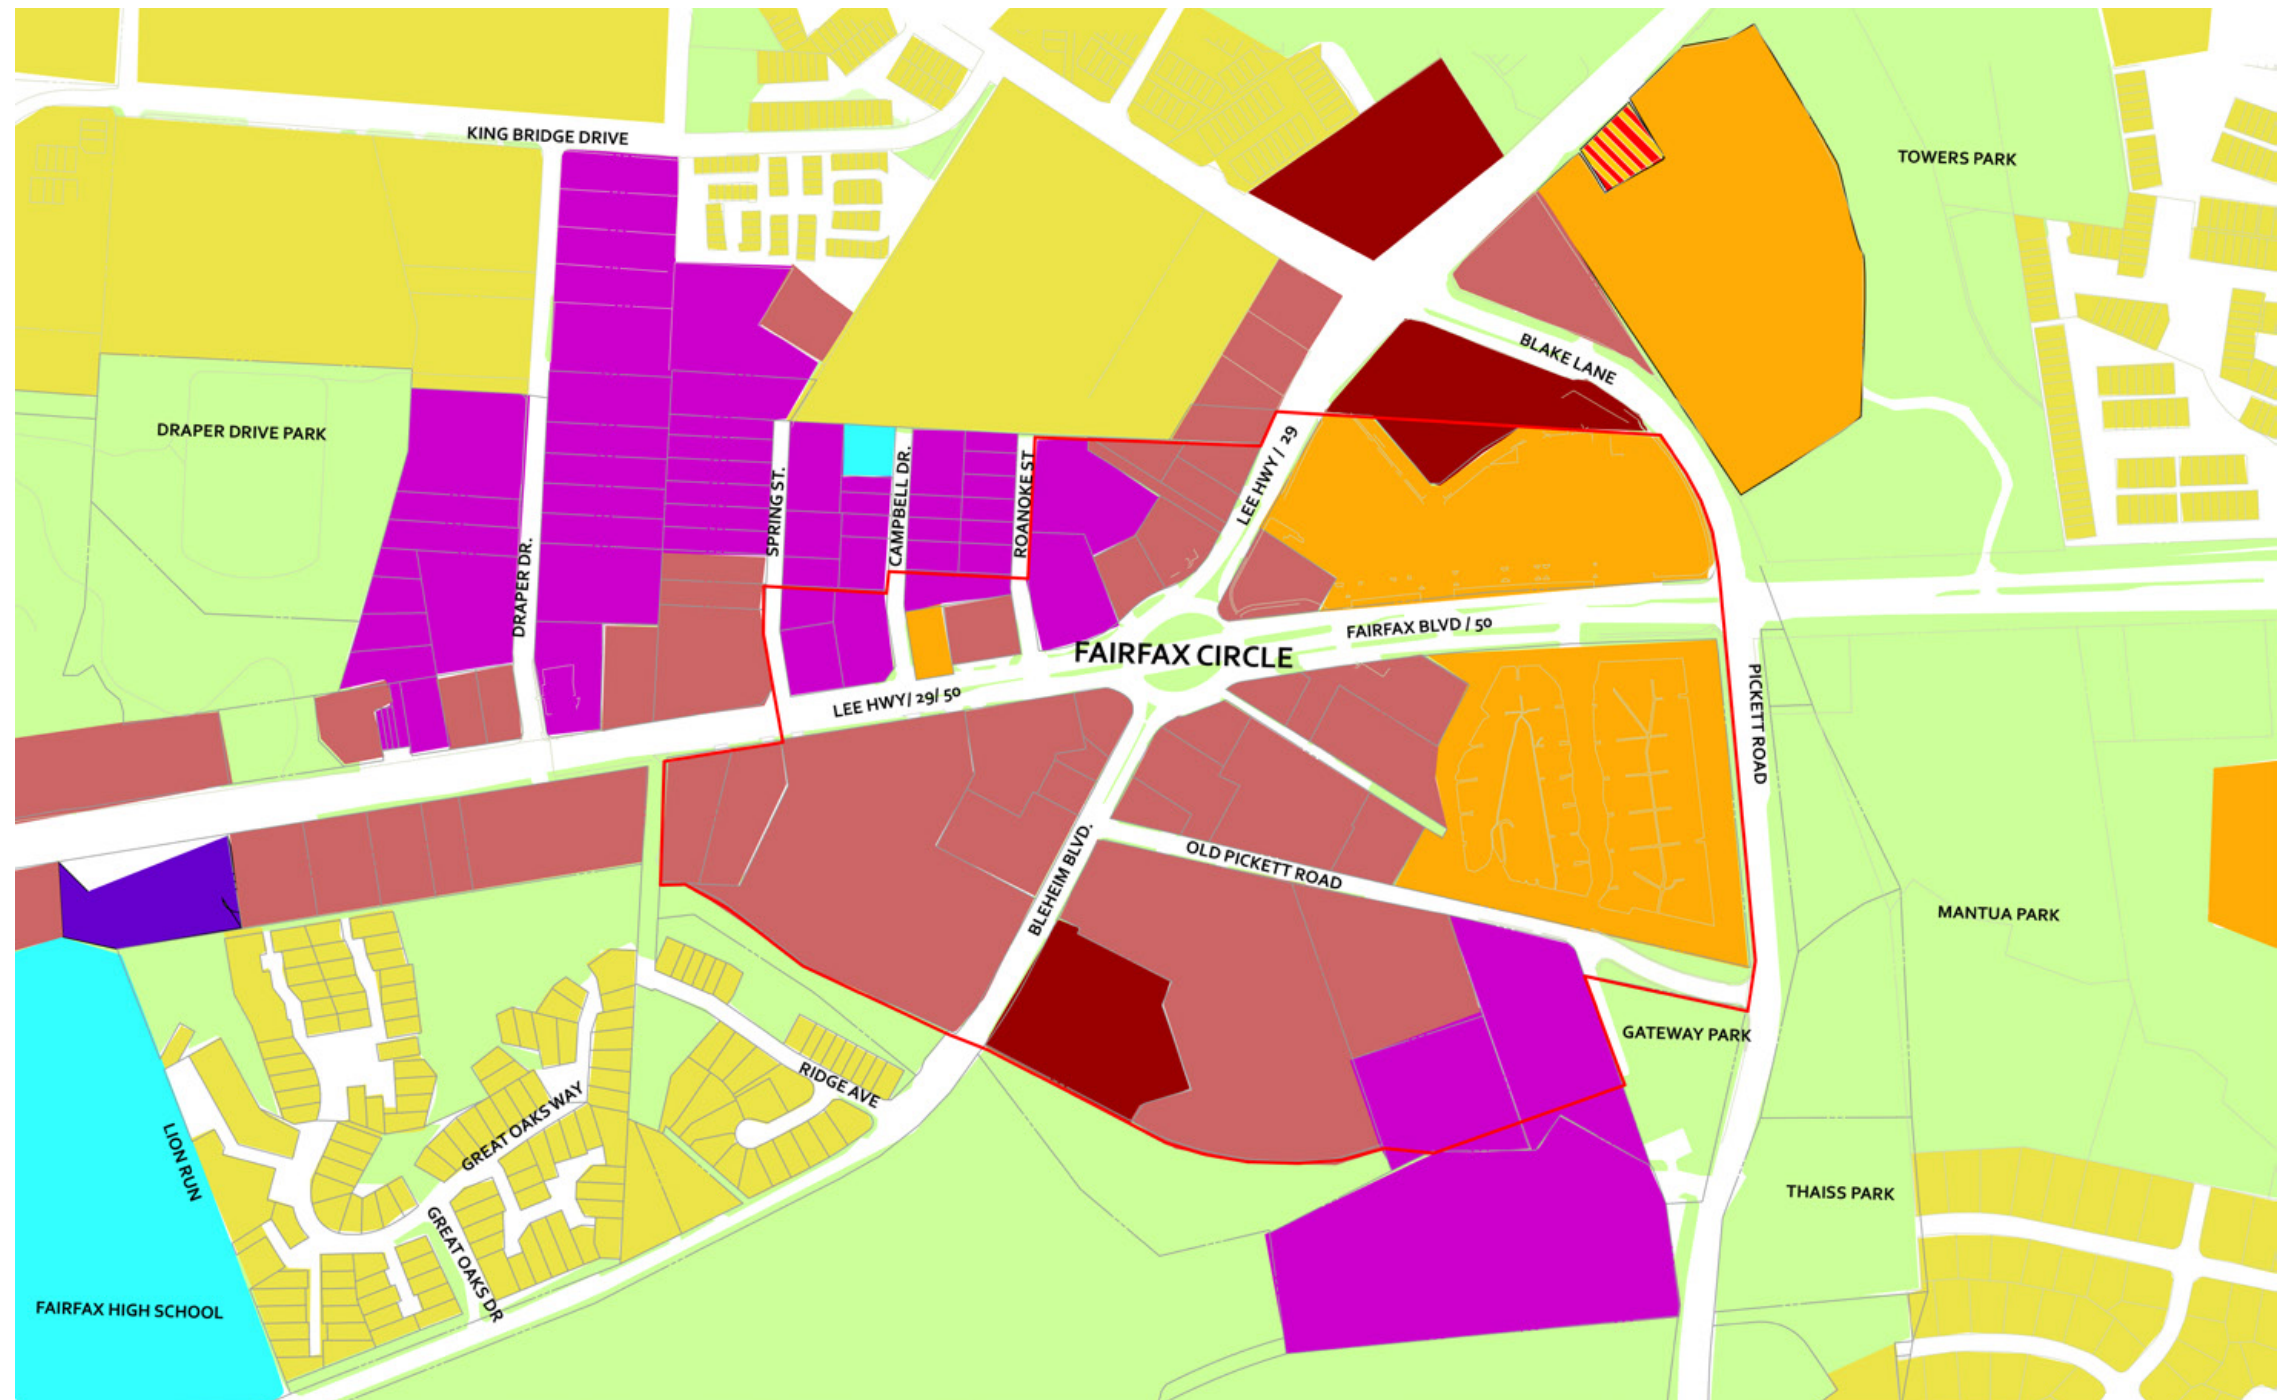 KING BRIDGE DRIVE
TOWERS PARK
BLAKE LANE
DRAPER DRIVE PARK
LEE HWY / 29
SPRING ST.
CAMPBELL DR.
ROANOKE ST
DRAPER DR.
FAIRFAX BLVD / 50
FAIRFAX CIRCLE
LEE HWY/ 29/ 50
PICKETT ROAD
OLD PICKETT ROAD
BLEHEIM BLVD.
MANTUA PARK
GATEWAY PARK
RIDGE AVE
GREAT OAKS WAY
LION RUN
THAISS PARK
GREAT OAKS DR
FAIRFAX HIGH SCHOOL